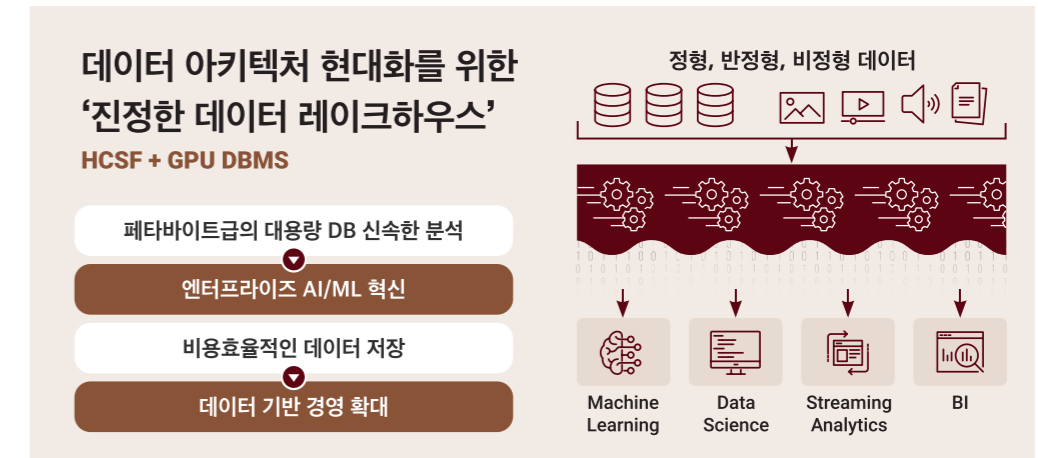 데이터 아키텍처 현대화를 위한
‘진정한 데이터 레이크하우스’
HCSF + GPU DBMS
페타바이트급의 대용량 DB 신속한 분석
엔터프라이즈 AI/ML 혁신
비용효율적인 데이터 저장
데이터 기반 경영 확대
정형, 반정형, 비정형 데이터
Machine
Learning
Data
Science
Streaming
Analytics
BI